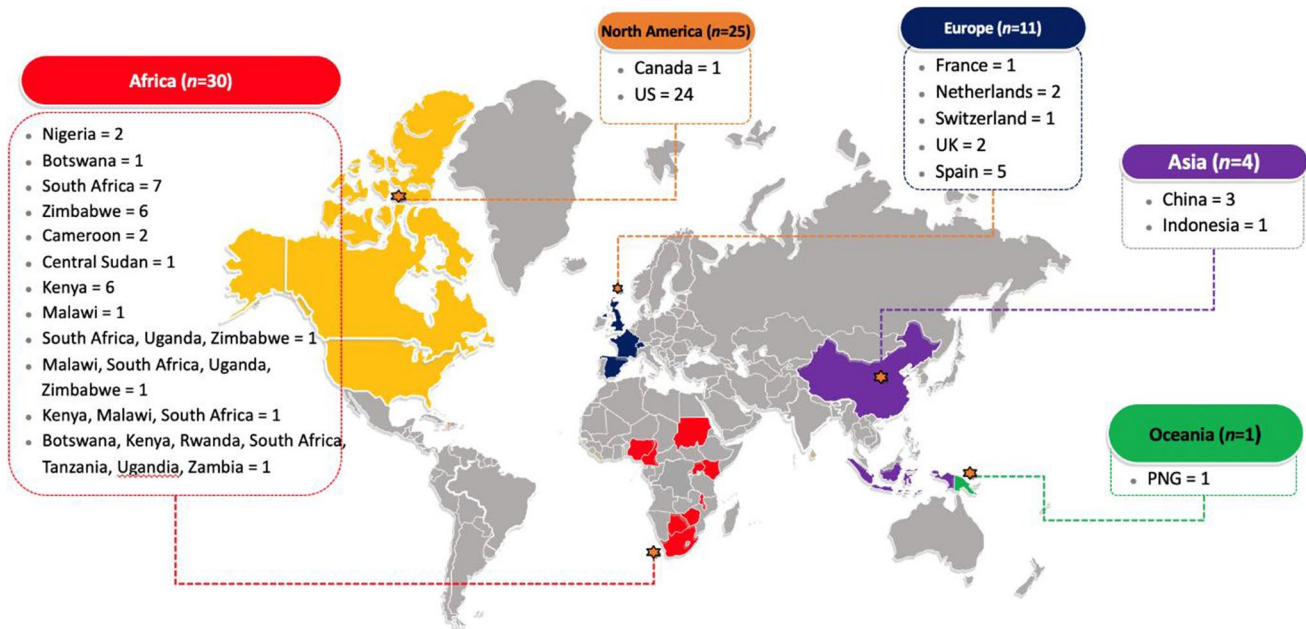 North America (n=25)
Canada = 1
US = 24
Europe (n=11)
France = 1
Netherlands = 2
Switzerland = 1
UK = 2
Spain = 5
Africa (n=30)
Nigeria = 2
Botswana = 1
South Africa = 7
Zimbabwe = 6
Cameroon = 2
Central Sudan = 1
Kenya = 6
Malawi = 1
South Africa, Uganda, Zimbabwe = 1
Malawi, South Africa, Uganda,
Zimbabwe = 1
Kenya, Malawi, South Africa = 1
Botswana, Kenya, Rwanda, South Africa,
Tanzania, Ugandia, Zambia = 1
Asia (n=4)
China = 3
Indonesia = 1
Oceania (n=1)
PNG = 1